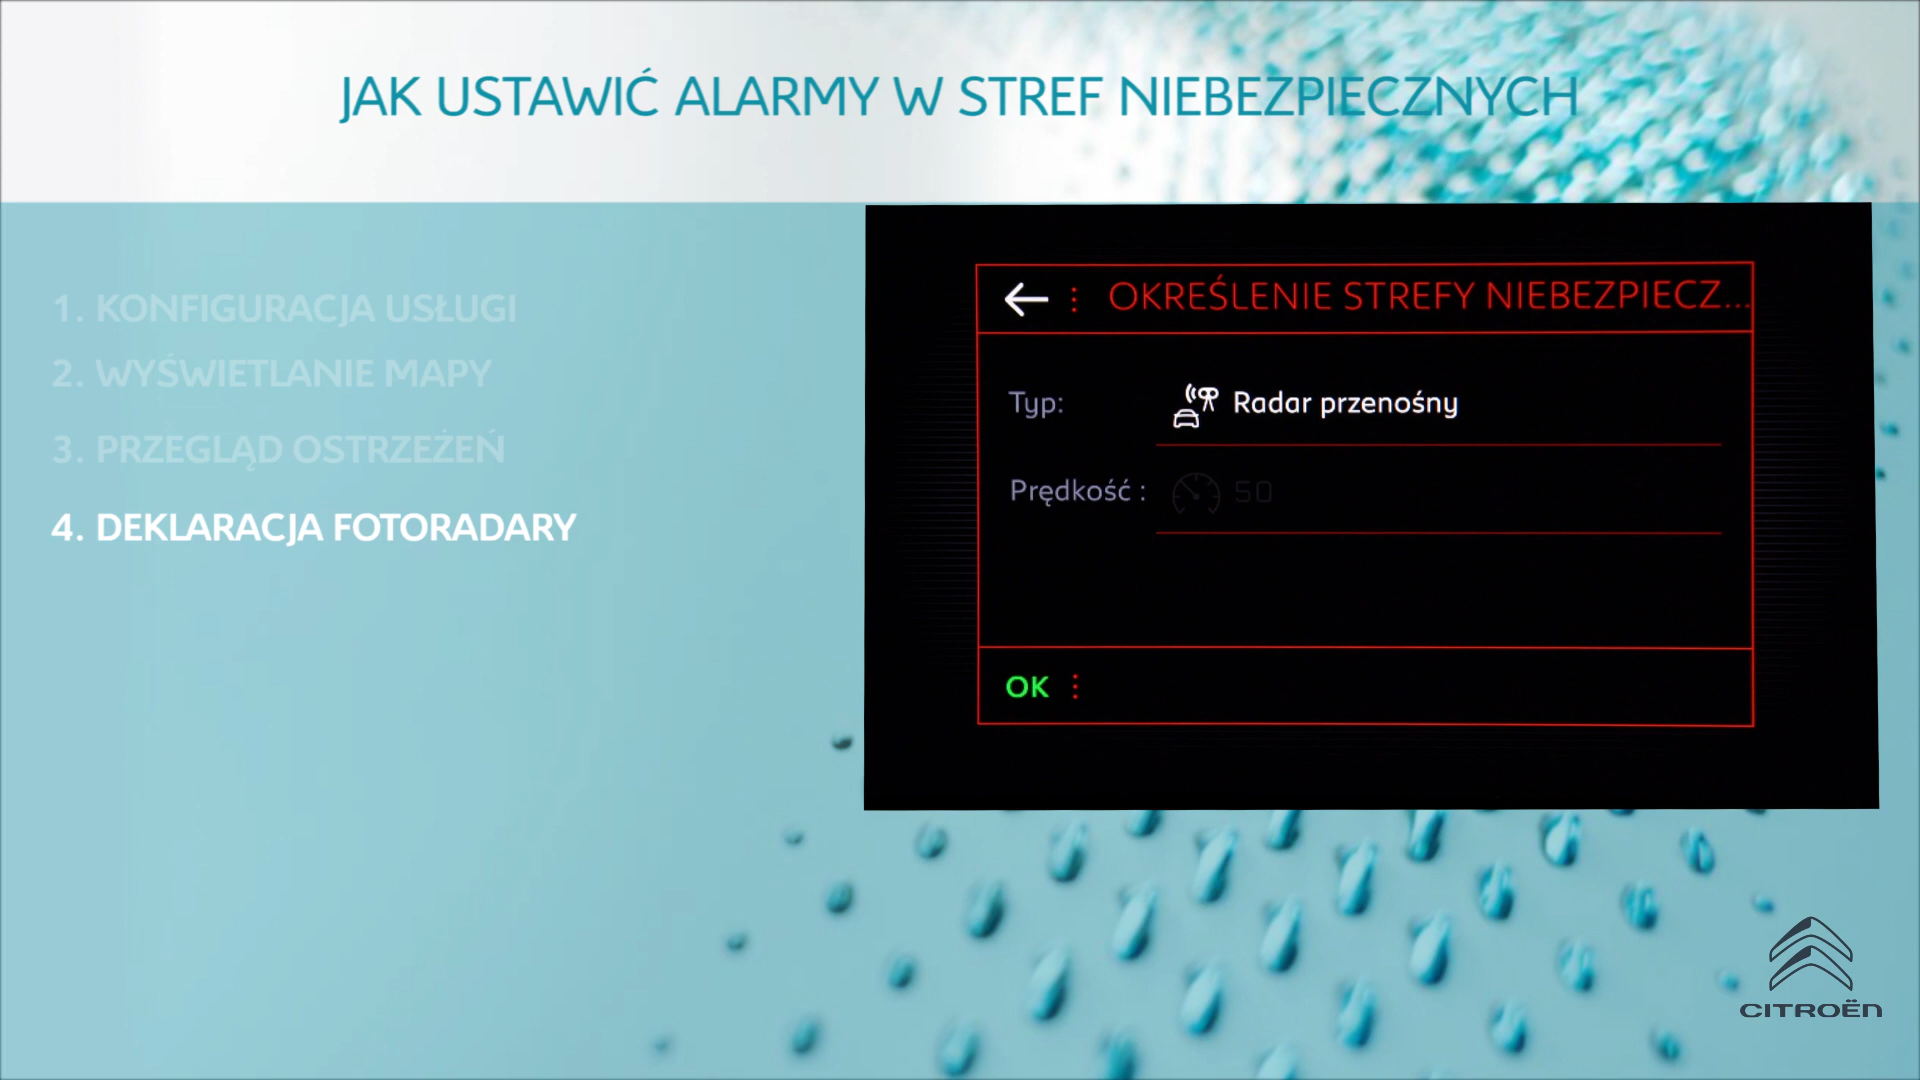 JAK USTAWIĆ ALARMY W STREF NIEBEZPIECZNYCH
1. KONFIGURACJA USŁUGI
2. WYŚWIETLANIE MAPY
3. PRZEGLĄD OSTRZEŻEŃ
4. DEKLARACJA FOTORADARY
OKREŚLENIE STREFY NIEBEZPIECZ...
Typ: Radar przenośny
Prędkość : 50
OK
CITROËN